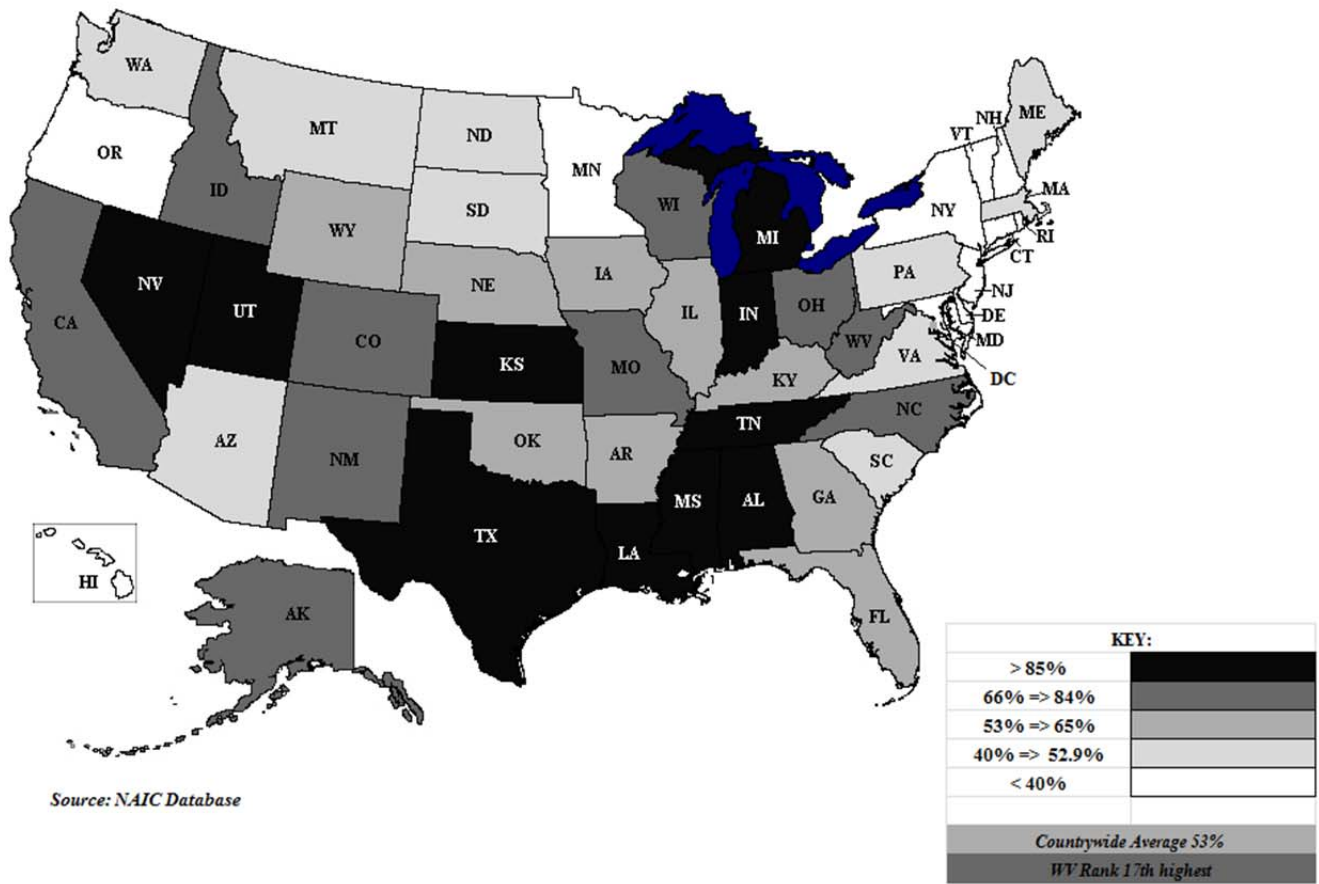 WA
MT
ND
MN
ME
NH
VT
OR
ID
SD
WI
MA
NY
WY
MI
RI
CT
IA
PA
NE
NV
NJ
UT
IL
IN
OH
DE
CA
CO
WV
MD
VA
KS
MO
KY
DC
NC
TN
AZ
OK
NM
AR
SC
MS
AL
GA
TX
LA
HI
AK
FL
KEY:
> 85%
66% => 84%
53% => 65%
40% => 52.9%
< 40%
Source: NAIC Database
Countrywide Average 53%
WV Rank 17th highest